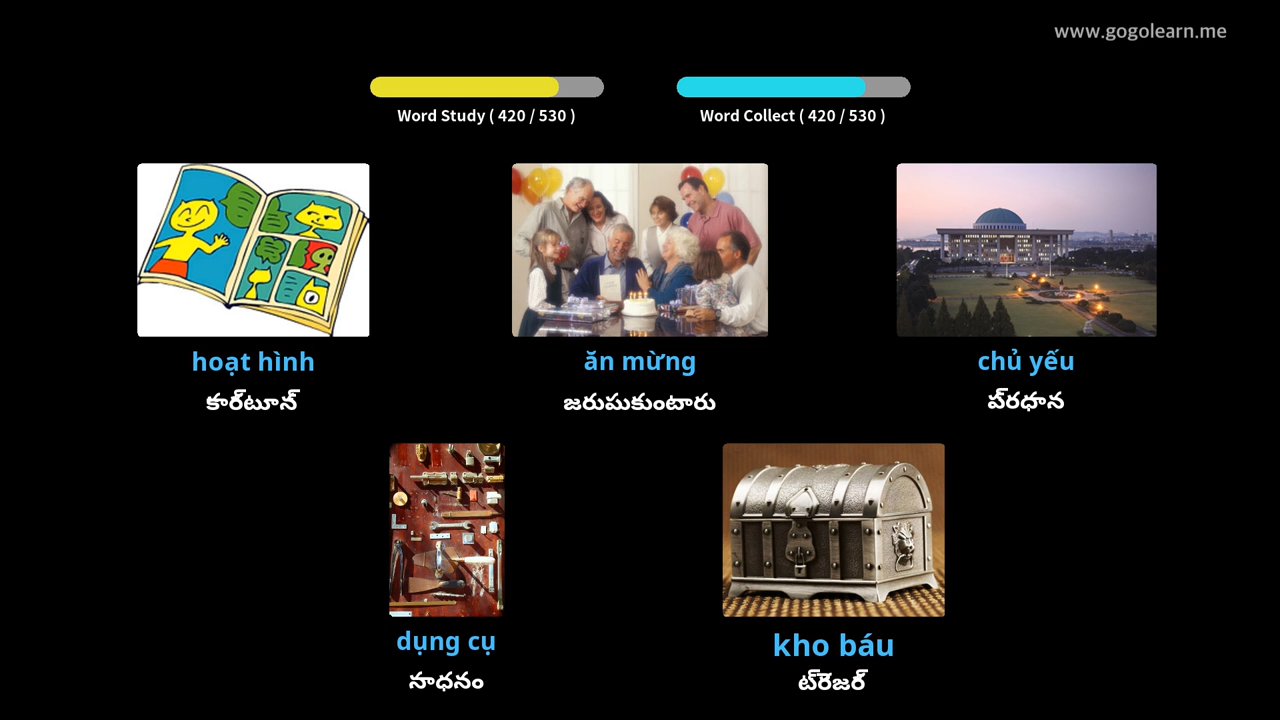 www.gogolearn.me
Word Study ( 420 / 530 )
Word Collect ( 420 / 530 )
hoạt hình
ăn mừng
chủ yếu
కార్‌టూన్
జరుపుకుంటారు
ప్‌రధాన
dụng cụ
kho báu
సాధనం
ట్‌రెజర్